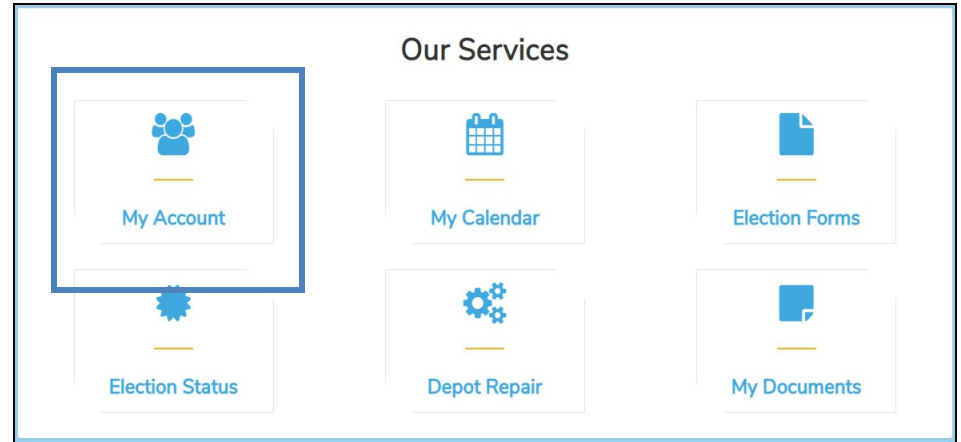 Our Services
My Account
My Calendar
Election Forms
Election Status
Depot Repair
My Documents